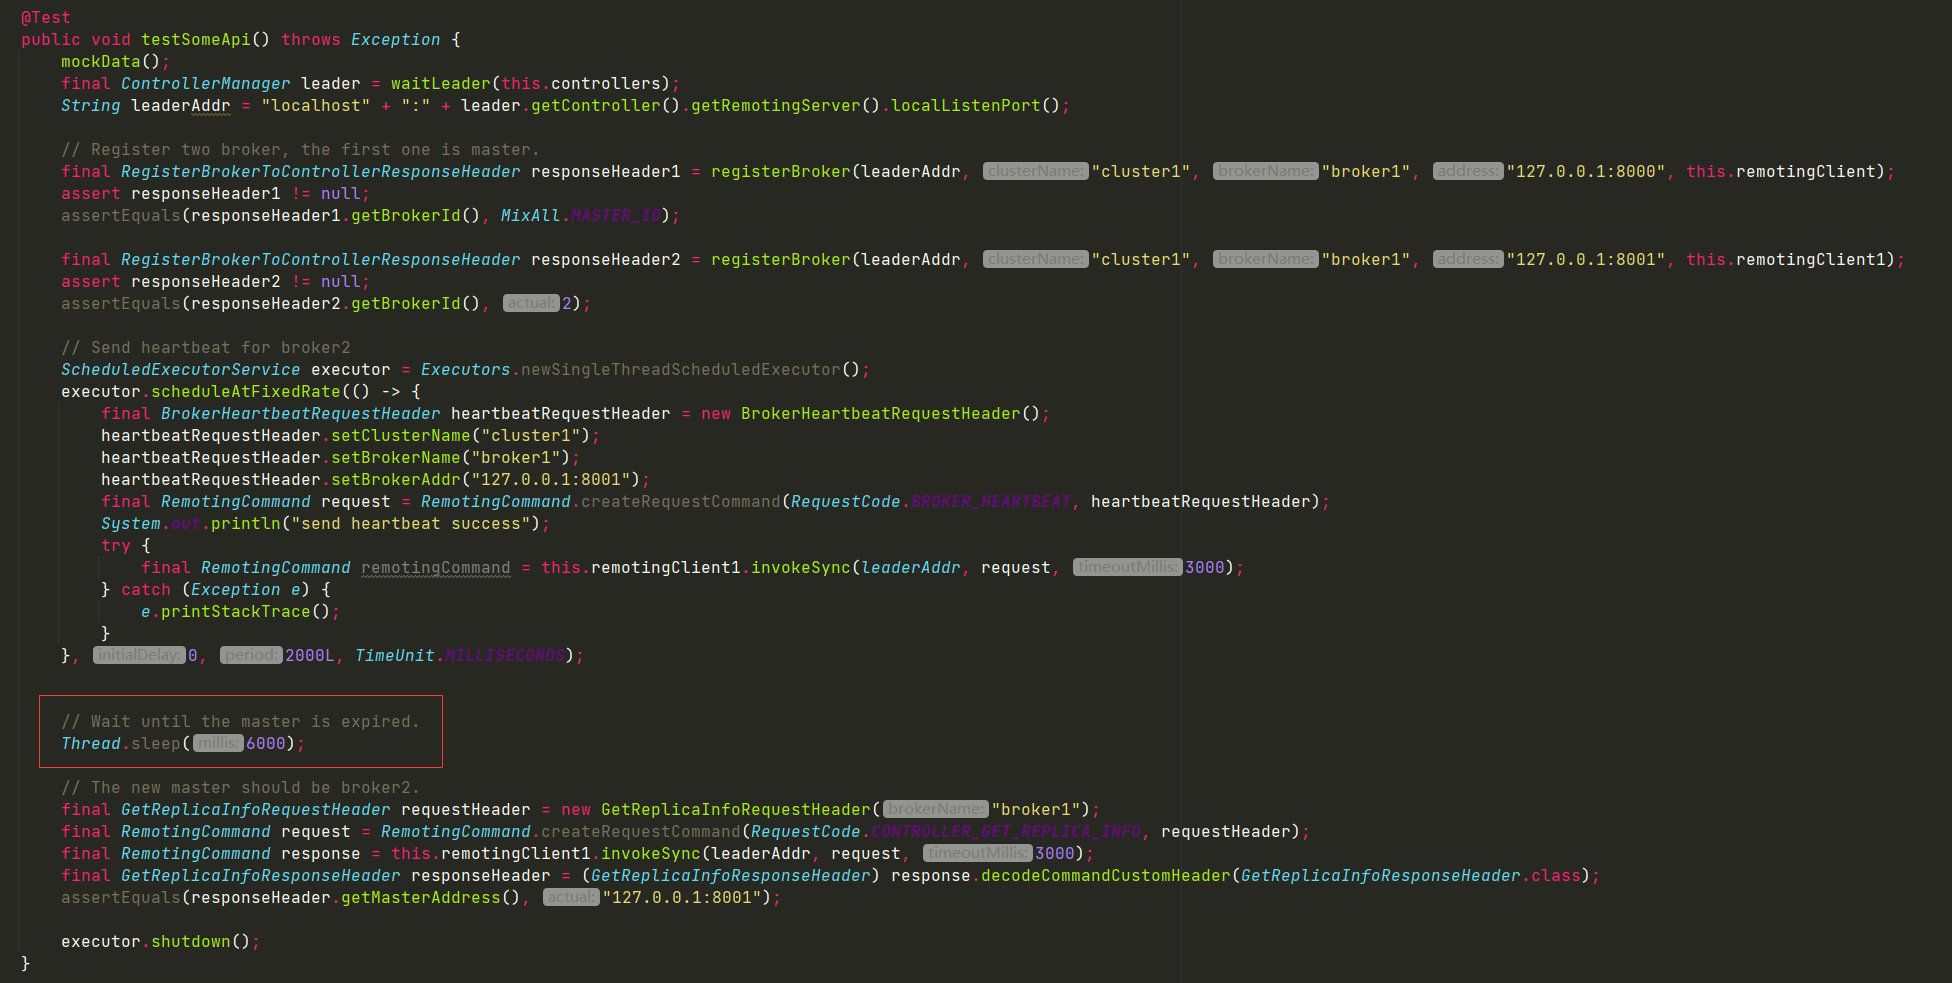 @Test
public void testSomeApi() throws Exception {
    mockData();
    final ControllerManager leader = waitLeader(this.controllers);
    String leaderAddr = "localhost" + ":" + leader.getController().getRemotingServer().localListenPort();

    // Register two broker, the first one is master.
    final RegisterBrokerToControllerResponseHeader responseHeader1 = registerBroker(leaderAddr, clusterName: "cluster1", brokerName: "broker1", address: "127.0.0.1:8000", this.remotingClient);
    assert responseHeader1 != null;
    assertEquals(responseHeader1.getBrokerId(), MixAll.MASTER_ID);

    final RegisterBrokerToControllerResponseHeader responseHeader2 = registerBroker(leaderAddr, clusterName: "cluster1", brokerName: "broker1", address: "127.0.0.1:8001", this.remotingClient1);
    assert responseHeader2 != null;
    assertEquals(responseHeader2.getBrokerId(), actual: 2);

    // Send heartbeat for broker2
    ScheduledExecutorService executor = Executors.newSingleThreadScheduledExecutor();
    executor.scheduleAtFixedRate(() -> {
        final BrokerHeartbeatRequestHeader heartbeatRequestHeader = new BrokerHeartbeatRequestHeader();
        heartbeatRequestHeader.setClusterName("cluster1");
        heartbeatRequestHeader.setBrokerName("broker1");
        heartbeatRequestHeader.setBrokerAddr("127.0.0.1:8001");
        final RemotingCommand request = RemotingCommand.createRequestCommand(RequestCode.BROKER_HEARTBEAT, heartbeatRequestHeader);
        System.out.println("send heartbeat success");
        try {
            final RemotingCommand remotingCommand = this.remotingClient1.invokeSync(leaderAddr, request, timeoutMillis: 3000);
        } catch (Exception e) {
            e.printStackTrace();
        }
    }, initialDelay: 0, period: 2000L, TimeUnit.MILLISECONDS);

    // Wait until the master is expired.
    Thread.sleep( millis: 6000);

    // The new master should be broker2.
    final GetReplicaInfoRequestHeader requestHeader = new GetReplicaInfoRequestHeader( brokerName: "broker1");
    final RemotingCommand request = RemotingCommand.createRequestCommand(RequestCode.CONTROLLER_GET_REPLICA_INFO, requestHeader);
    final RemotingCommand response = this.remotingClient1.invokeSync(leaderAddr, request, timeoutMillis: 3000);
    final GetReplicaInfoResponseHeader responseHeader = (GetReplicaInfoResponseHeader) response.decodeCommandCustomHeader(GetReplicaInfoResponseHeader.class);
    assertEquals(responseHeader.getMasterAddress(), actual: "127.0.0.1:8001");

    executor.shutdown();
}